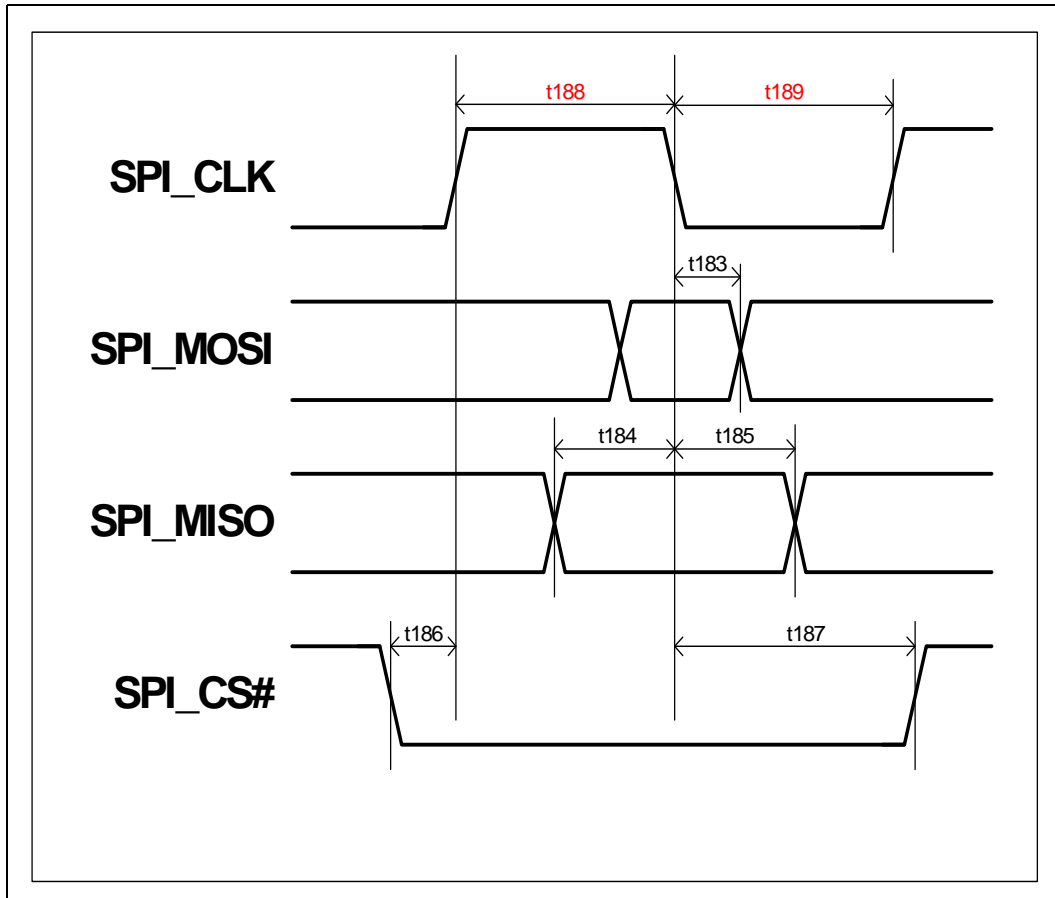 t188
t189
SPI_CLK
t183
SPI_MOSI
t184
t185
SPI_MISO
t186
t187
SPI_CS#